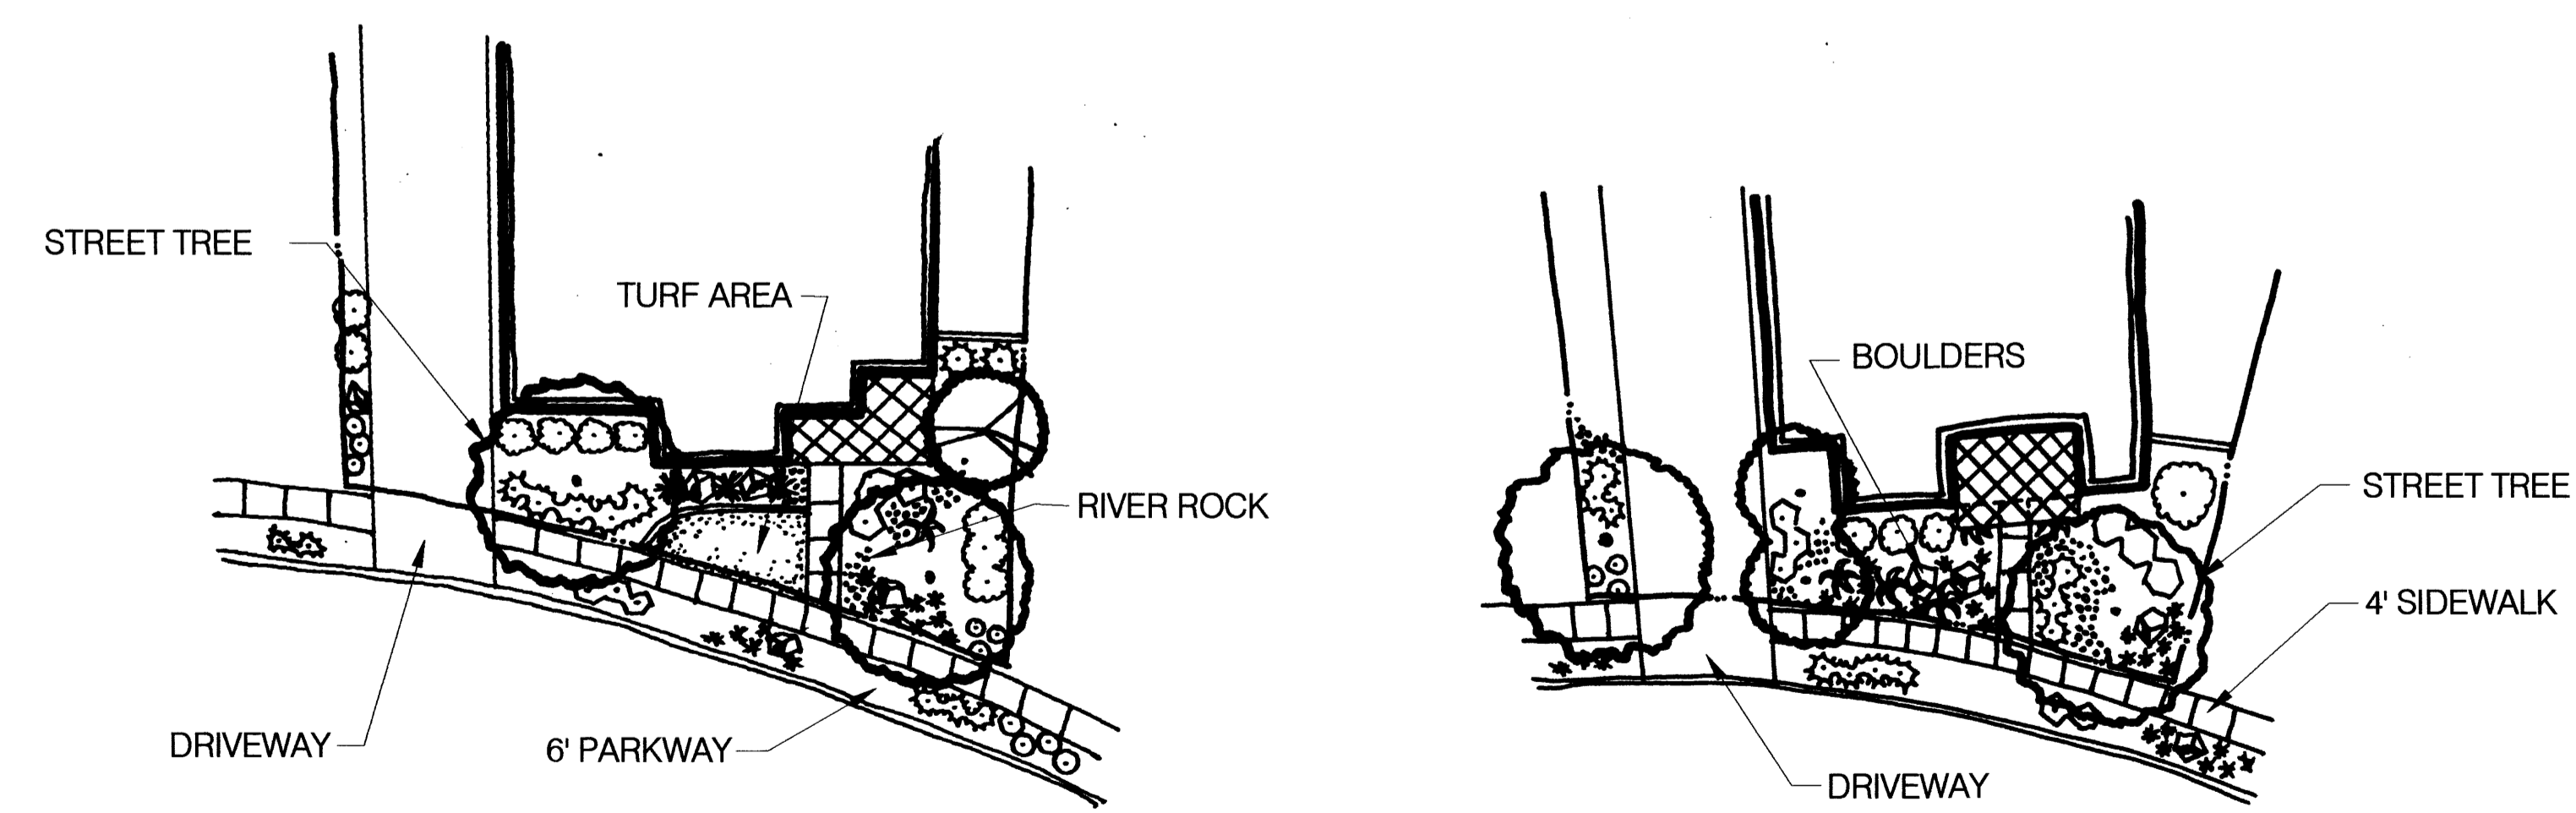 STREET TREE
TURF AREA
RIVER ROCK
DRIVEWAY
6' PARKWAY
BOULDERS
STREET TREE
4' SIDEWALK
DRIVEWAY